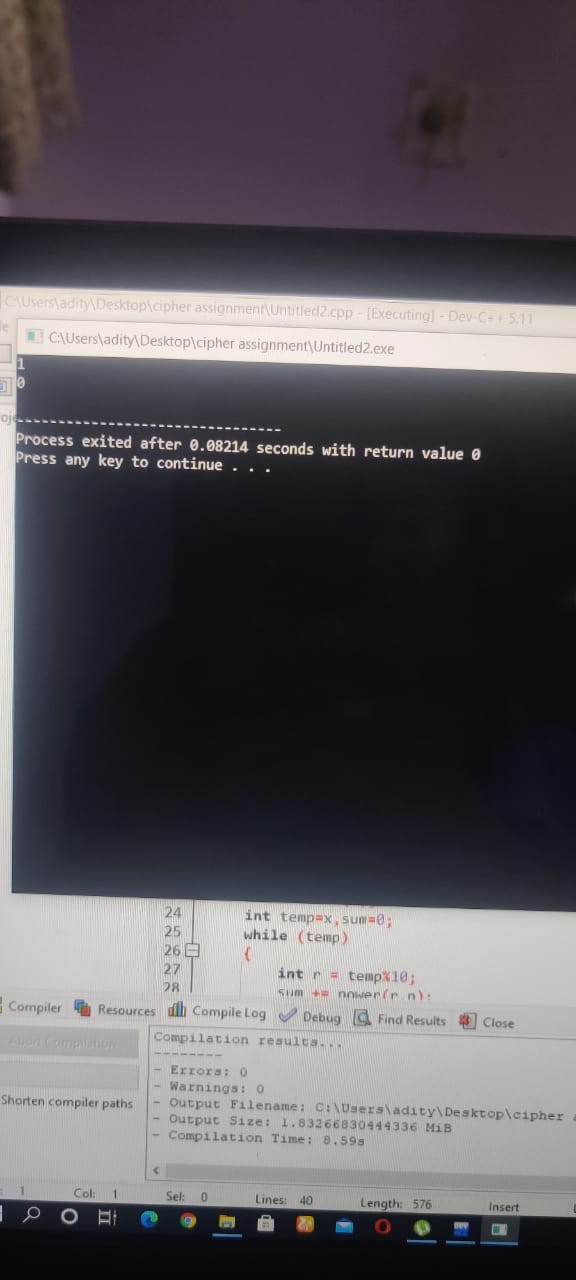 C:\Users\adity\Desktop\cipher assignment\Untitled2.cpp - [Executing] - Dev-C++ 5.11
C:\Users\adity\Desktop\cipher assignment\Untitled2.exe
1
0
--------------------------------
Process exited after 0.08214 seconds with return value 0
Press any key to continue . . .
24 int temp=x,sum=0;
25 while (temp)
26 {
27 int r = temp%10;
28 sum += power(r,n);
Compiler Resources Compile Log Debug Find Results Close
Abort Compilation
Shorten compiler paths
Compilation results...
--------
- Errors: 0
- Warnings: 0
- Output Filename: C:\Users\adity\Desktop\cipher
- Output Size: 1.83266830444336 MiB
- Compilation Time: 8.59s
1 Col: 1 Sel: 0 Lines: 40 Length: 576 Insert